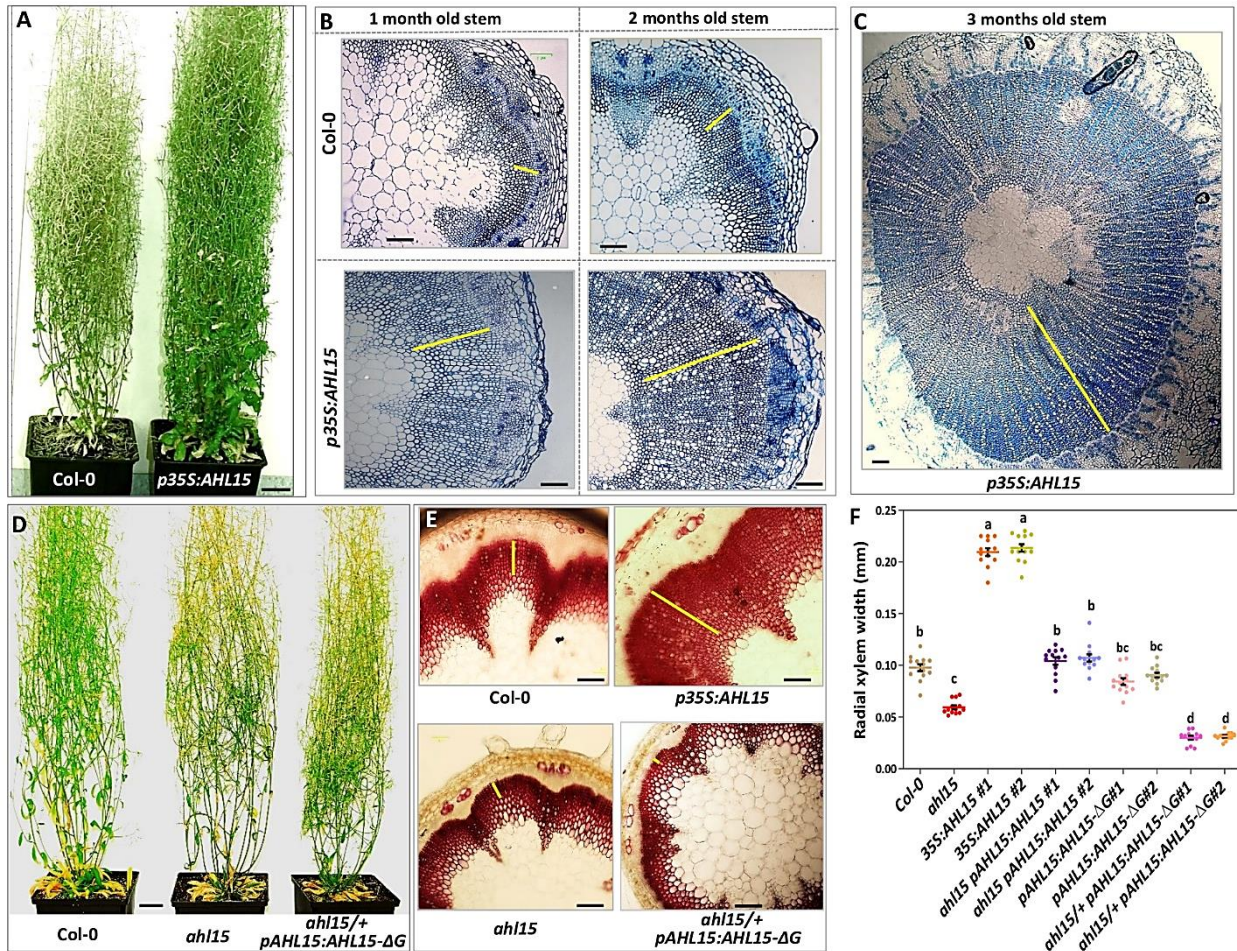 A
Col-0
p35S:AHL15
B
1 month old stem
2 months old stem
Col-0
p35S:AHL15
C
3 months old stem
p35S:AHL15
D
Col-0
ahl15
ahl15/+
pAHL15:AHL15-ΔG
E
Col-0
p35S:AHL15
ahl15
ahl15/+
pAHL15:AHL15-ΔG
F
Radial xylem width (mm)
0.25
0.20
0.15
0.10
0.05
0.00
b
c
a
a
b
b
bc
bc
d
d
Col-0
ahl15
35S:AHL15 #1
35S:AHL15 #2
ahl15 pAHL15:AHL15 #1
ahl15 pAHL15:AHL15 #2
pAHL15:AHL15-ΔG#1
pAHL15:AHL15-ΔG#2
ahl15/+ pAHL15:AHL15-ΔG#1
ahl15/+ pAHL15:AHL15-ΔG#2